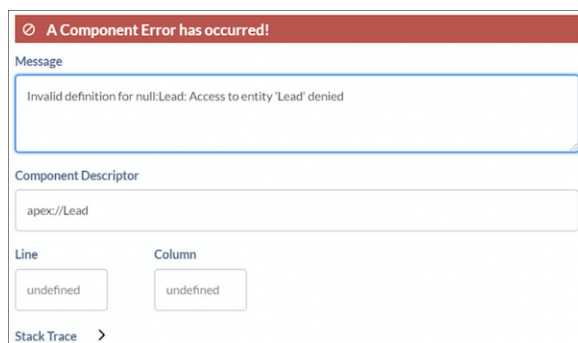 A Component Error has occurred!
Message
Invalid definition for null:Lead: Access to entity 'Lead' denied
Component Descriptor
apex://Lead
Line Column
undefined undefined
Stack Trace